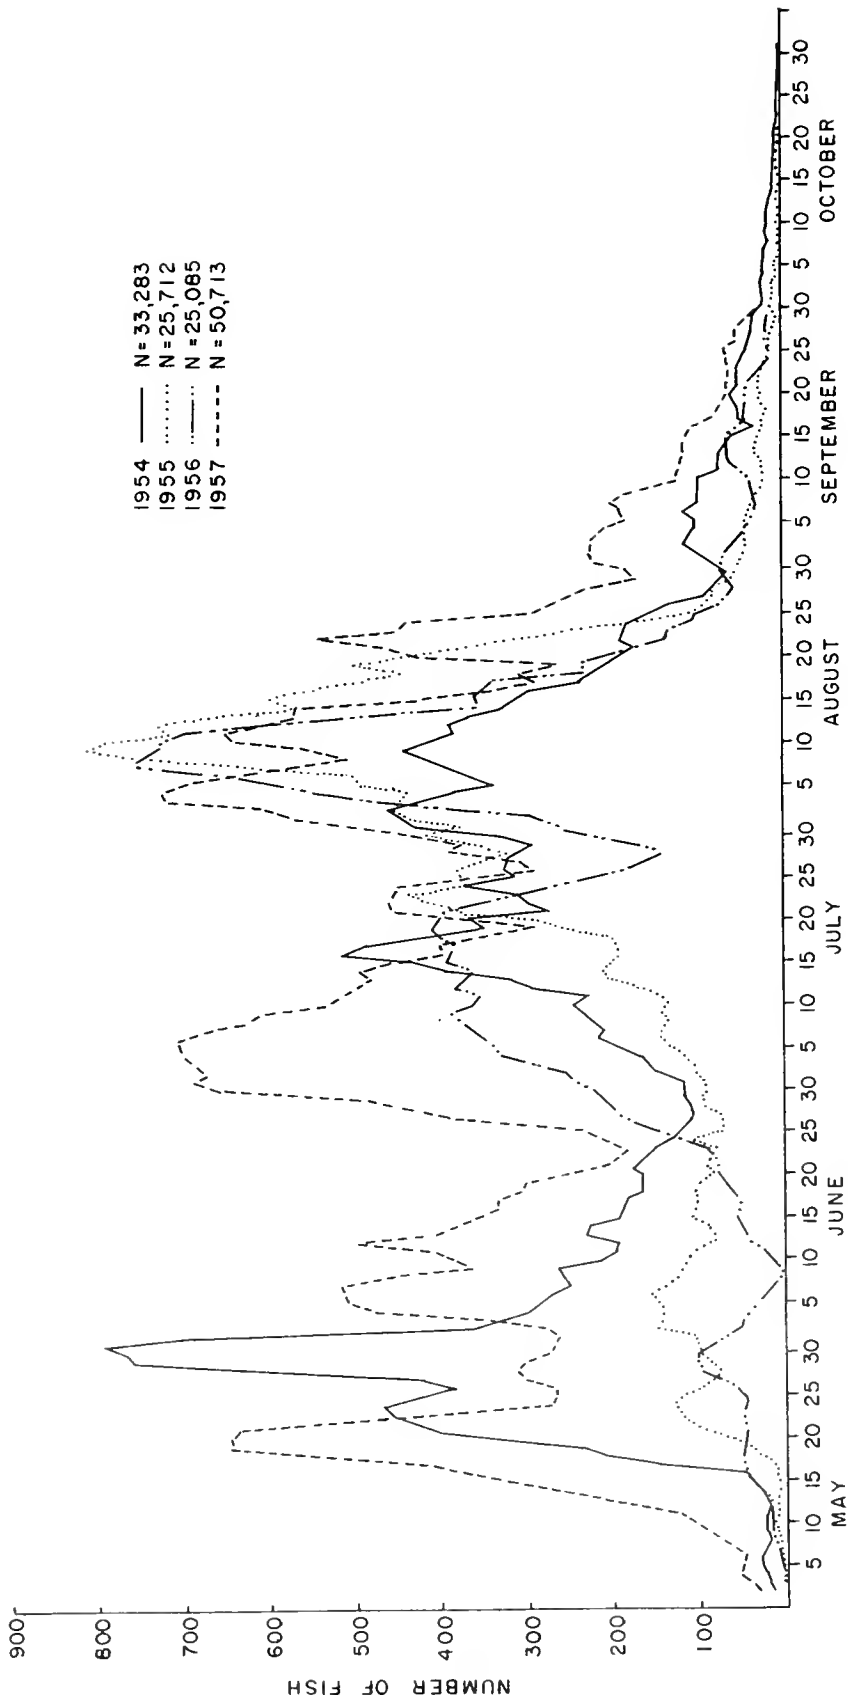 1954 N = 33,283
1955 N = 25,712
1956 N = 25,085
1957 N = 50,713
NUMBER OF FISH
900
800
700
600
500
400
300
200
100
5 10 15 20 25 30 5 10 15 20 25 30 5 10 15 20 25 30 5 10 15 20 25 30 5 10 15 20 25 30 5 10 15 20 25 30
MAY JUNE JULY AUGUST SEPTEMBER OCTOBER